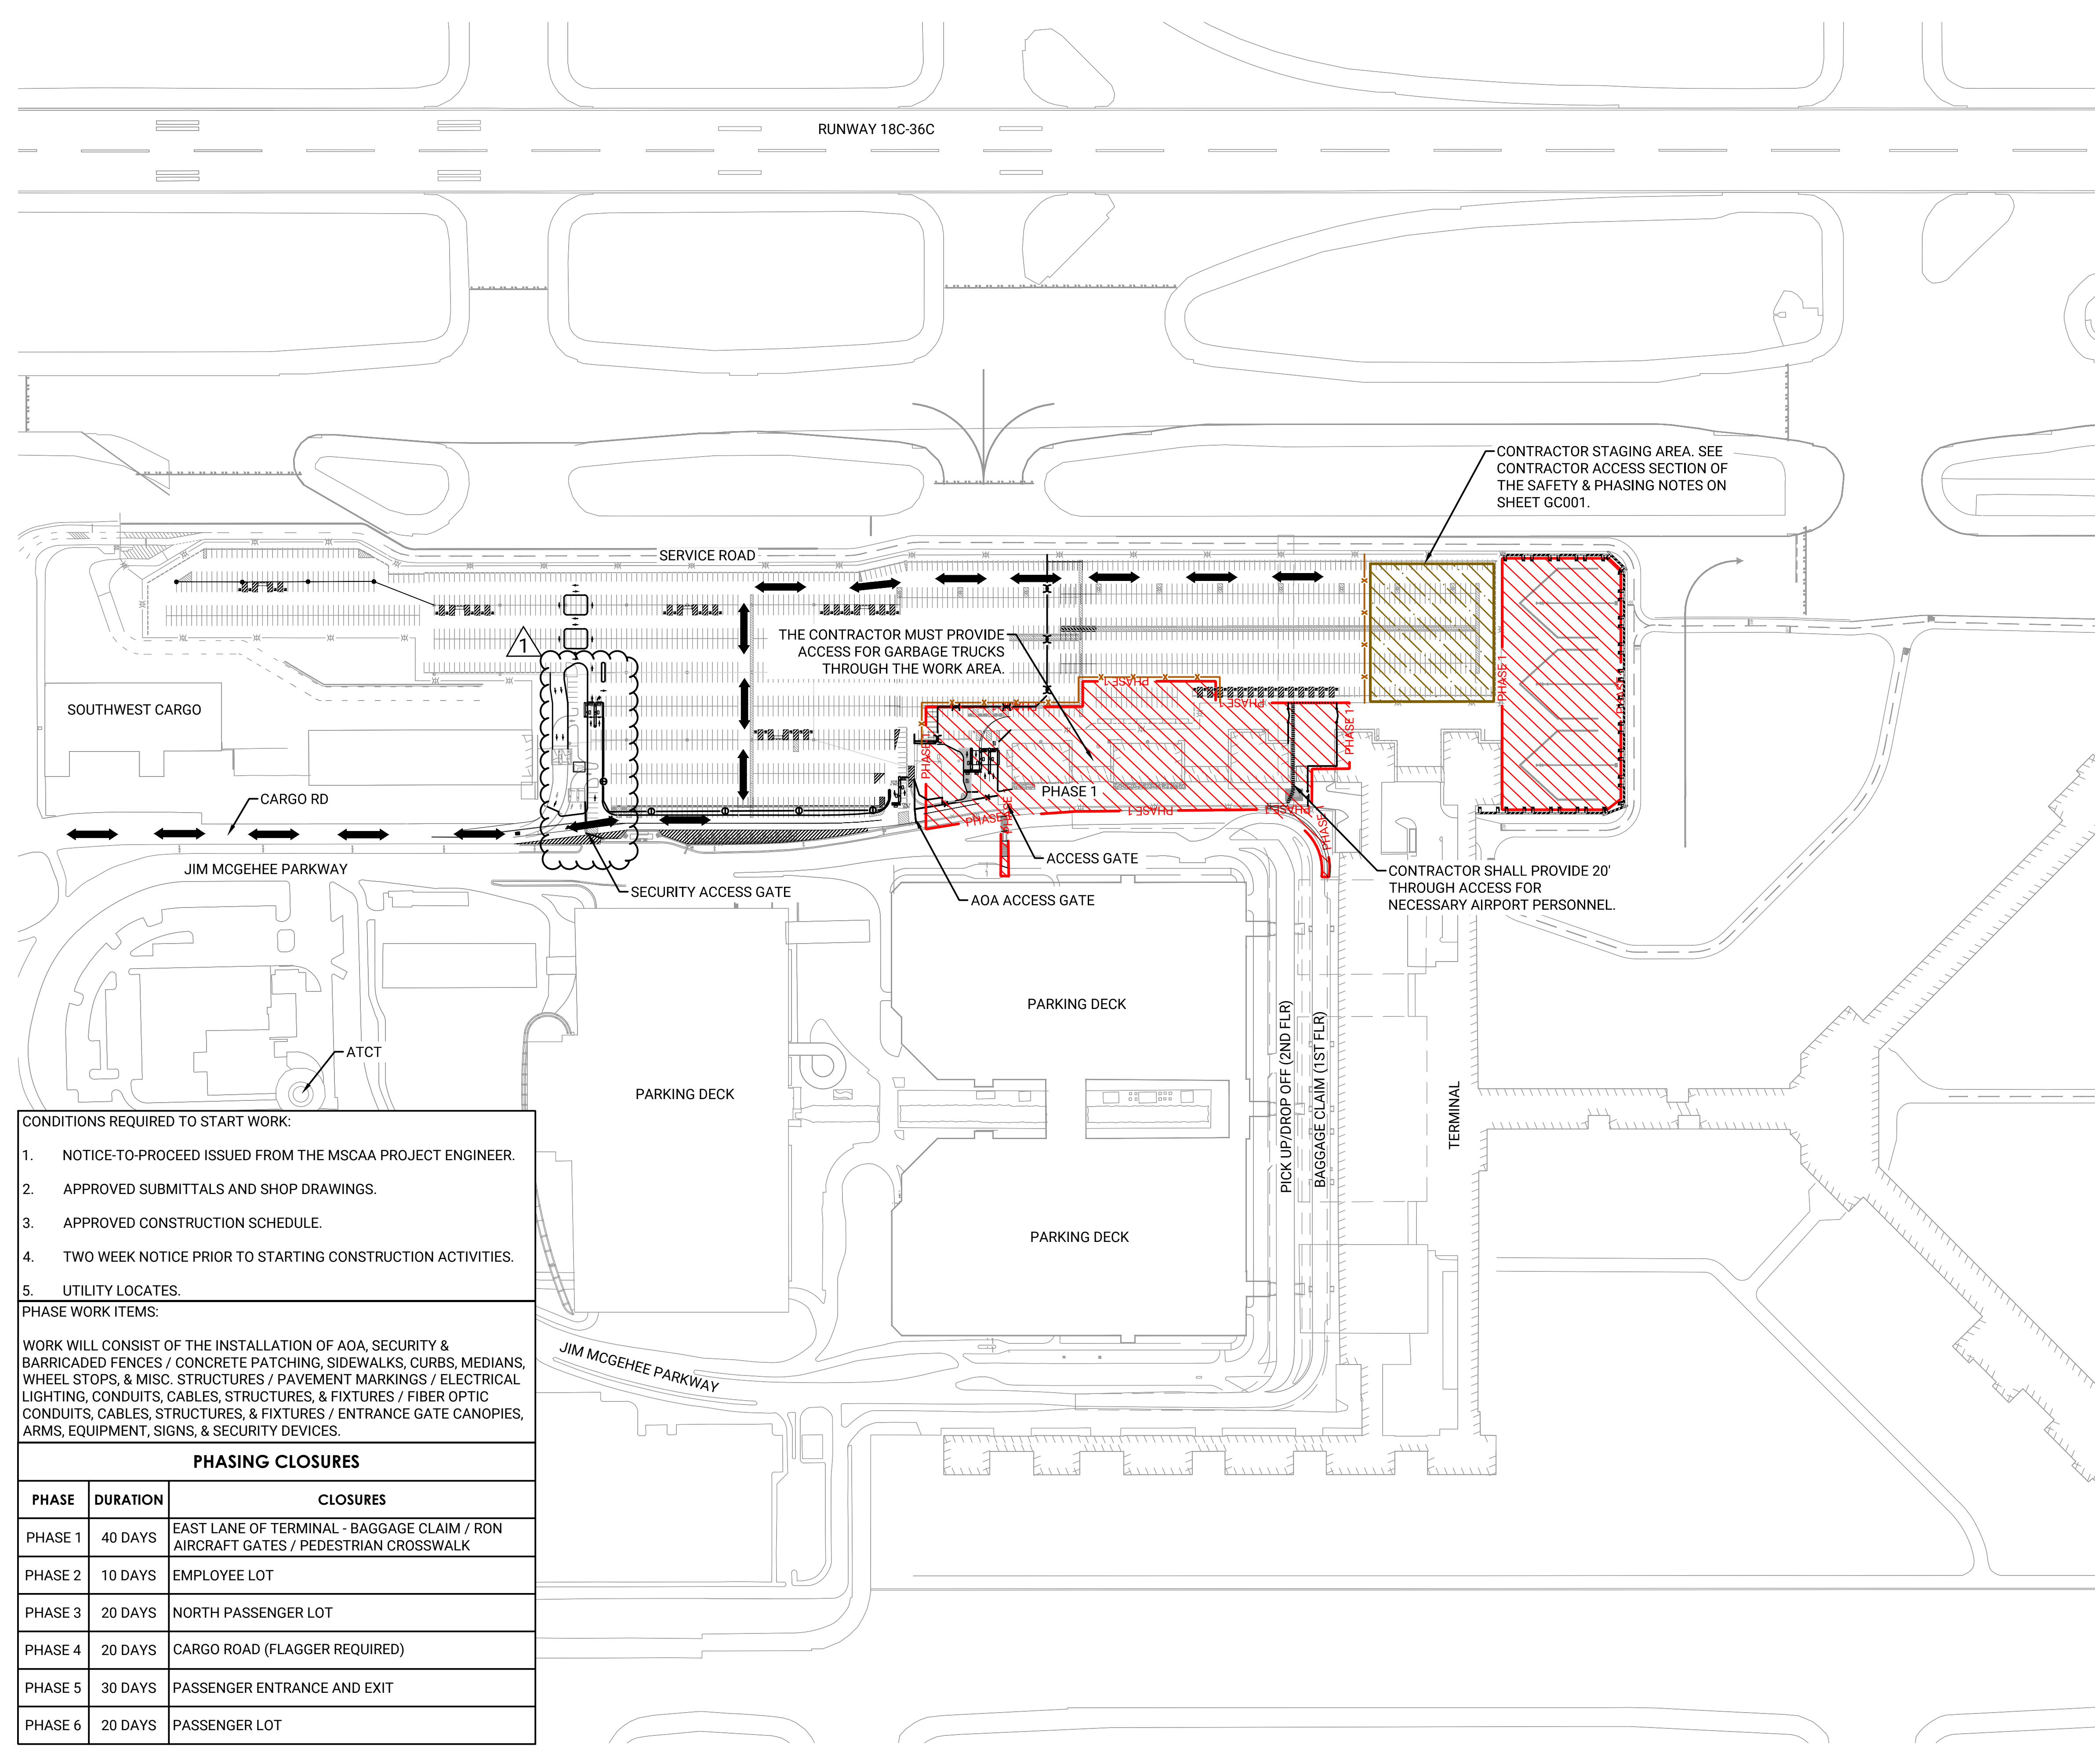 RUNWAY 18C-36C
CONTRACTOR STAGING AREA. SEE
CONTRACTOR ACCESS SECTION OF
THE SAFETY & PHASING NOTES ON
SHEET GC001.
SERVICE ROAD
THE CONTRACTOR MUST PROVIDE
ACCESS FOR GARBAGE TRUCKS
THROUGH THE WORK AREA.
1
SOUTHWEST CARGO
PHASE 1
PHASE 1
PHASE 1
PHASE 1
PHASE 1
PHASE 1
PHASE 1
CARGO RD
PHASE 1
PHASE 1
PHASE 1
PHASE
PHASE
PHASE 1
JIM MCGEHEE PARKWAY
ACCESS GATE
SECURITY ACCESS GATE
AOA ACCESS GATE
CONTRACTOR SHALL PROVIDE 20'
THROUGH ACCESS FOR
NECESSARY AIRPORT PERSONNEL.
PARKING DECK
ATCT
PARKING DECK
PICK UP/DROP OFF (2ND FLR)
BAGGAGE CLAIM (1ST FLR)
TERMINAL
PARKING DECK
JIM MCGEHEE PARKWAY
CONDITIONS REQUIRED TO START WORK:
1. NOTICE-TO-PROCEED ISSUED FROM THE MSCAA PROJECT ENGINEER.
2. APPROVED SUBMITTALS AND SHOP DRAWINGS.
3. APPROVED CONSTRUCTION SCHEDULE.
4. TWO WEEK NOTICE PRIOR TO STARTING CONSTRUCTION ACTIVITIES.
5. UTILITY LOCATES.
PHASE WORK ITEMS:
WORK WILL CONSIST OF THE INSTALLATION OF AOA, SECURITY &
BARRICADED FENCES / CONCRETE PATCHING, SIDEWALKS, CURBS, MEDIANS,
WHEEL STOPS, & MISC. STRUCTURES / PAVEMENT MARKINGS / ELECTRICAL
LIGHTING, CONDUITS, CABLES, STRUCTURES, & FIXTURES / FIBER OPTIC
CONDUITS, CABLES, STRUCTURES, & FIXTURES / ENTRANCE GATE CANOPIES,
ARMS, EQUIPMENT, SIGNS, & SECURITY DEVICES.
PHASING CLOSURES
PHASE DURATION CLOSURES
PHASE 1 40 DAYS EAST LANE OF TERMINAL - BAGGAGE CLAIM / RON
AIRCRAFT GATES / PEDESTRIAN CROSSWALK
PHASE 2 10 DAYS EMPLOYEE LOT
PHASE 3 20 DAYS NORTH PASSENGER LOT
PHASE 4 20 DAYS CARGO ROAD (FLAGGER REQUIRED)
PHASE 5 30 DAYS PASSENGER ENTRANCE AND EXIT
PHASE 6 20 DAYS PASSENGER LOT